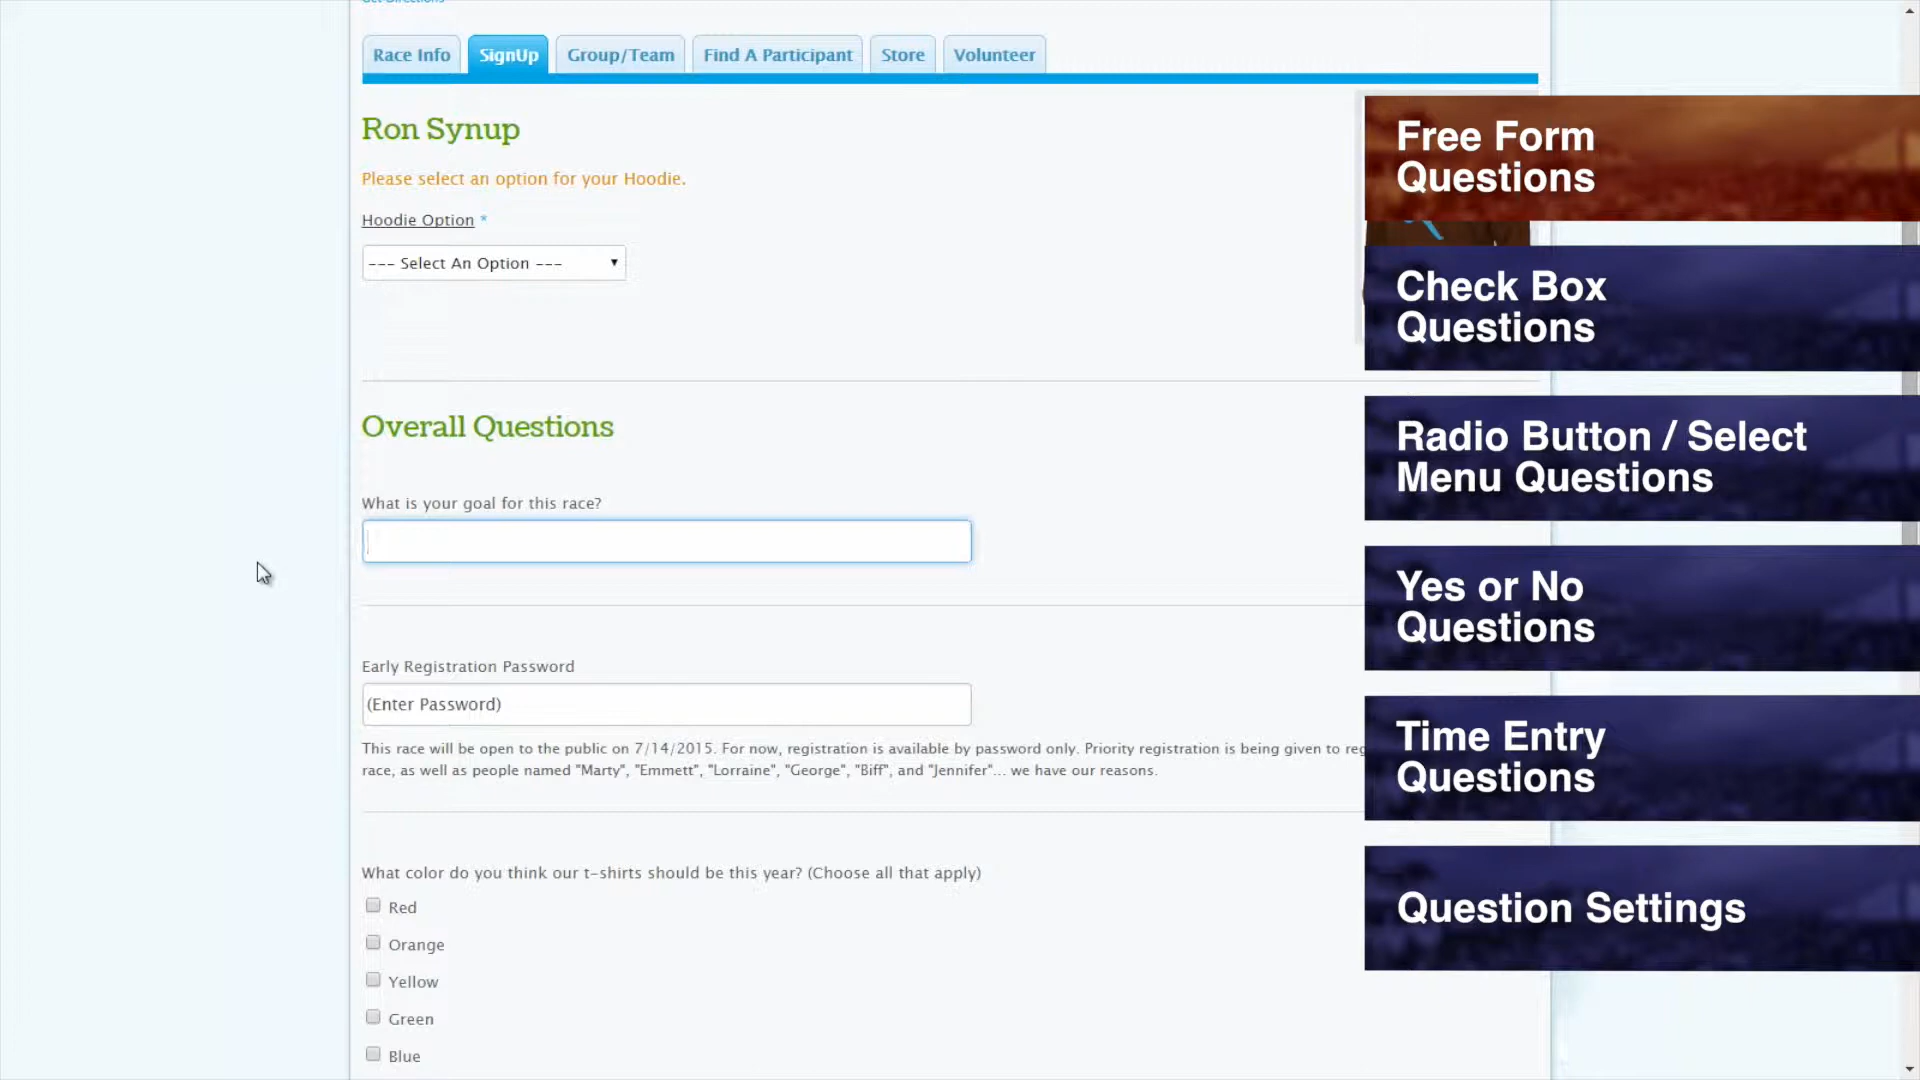 Race Info
SignUp
Group/Team
Find A Participant
Store
Volunteer
Ron Synup
Please select an option for your Hoodie.
Hoodie Option *
--- Select An Option ---
Overall Questions
What is your goal for this race?
Early Registration Password
(Enter Password)
This race will be open to the public on 7/14/2015. For now, registration is available by password only. Priority registration is being given to
race, as well as people named "Marty", "Emmett", "Lorraine", "George", "Biff", and "Jennifer"... we have our reasons.
What color do you think our t-shirts should be this year? (Choose all that apply)
Red
Orange
Yellow
Green
Blue
Free Form
Questions
Check Box
Questions
Radio Button / Select
Menu Questions
Yes or No
Questions
Time Entry
Questions
Question Settings